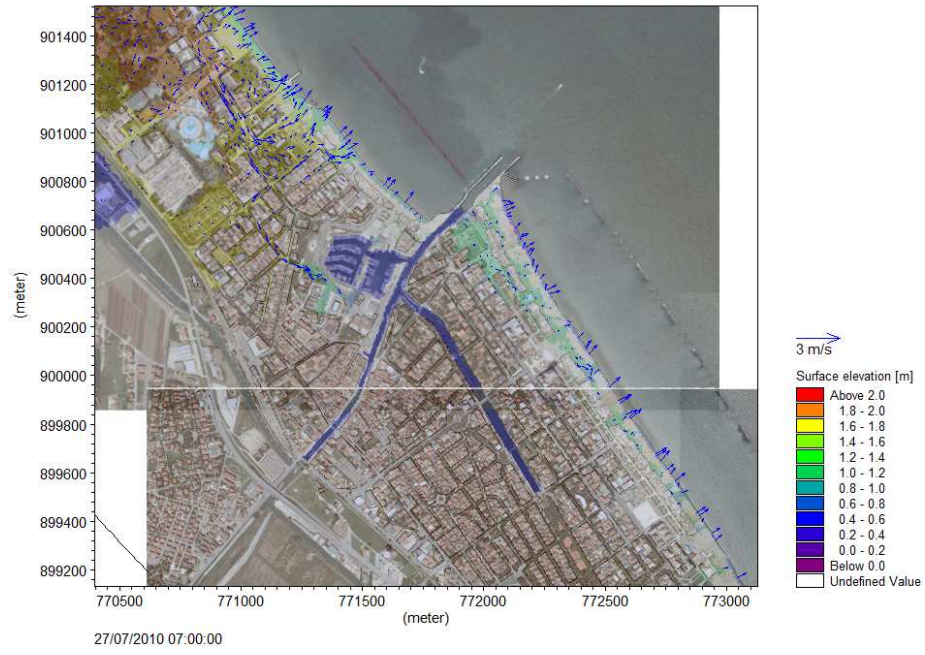 901400
901200
901000
900800
900600
900400
900200
900000
899800
899600
899400
899200
(meter)
770500 771000 771500 772000 772500 773000
(meter)
27/07/2010 07:00:00
3 m/s
Surface elevation [m]
Above 2.0
1.8 - 2.0
1.6 - 1.8
1.4 - 1.6
1.2 - 1.4
1.0 - 1.2
0.8 - 1.0
0.6 - 0.8
0.4 - 0.6
0.2 - 0.4
0.0 - 0.2
Below 0.0
Undefined Value